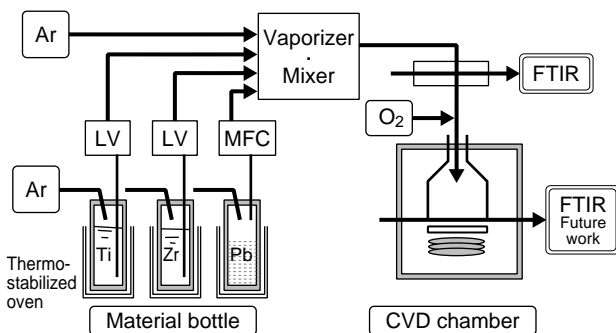 Ar
Vaporizer
·
Mixer
FTIR
O2
LV
LV
MFC
Ar
Ti
Zr
Pb
FTIR
Future
work
Thermo-
stabilized
oven
Material bottle
CVD chamber